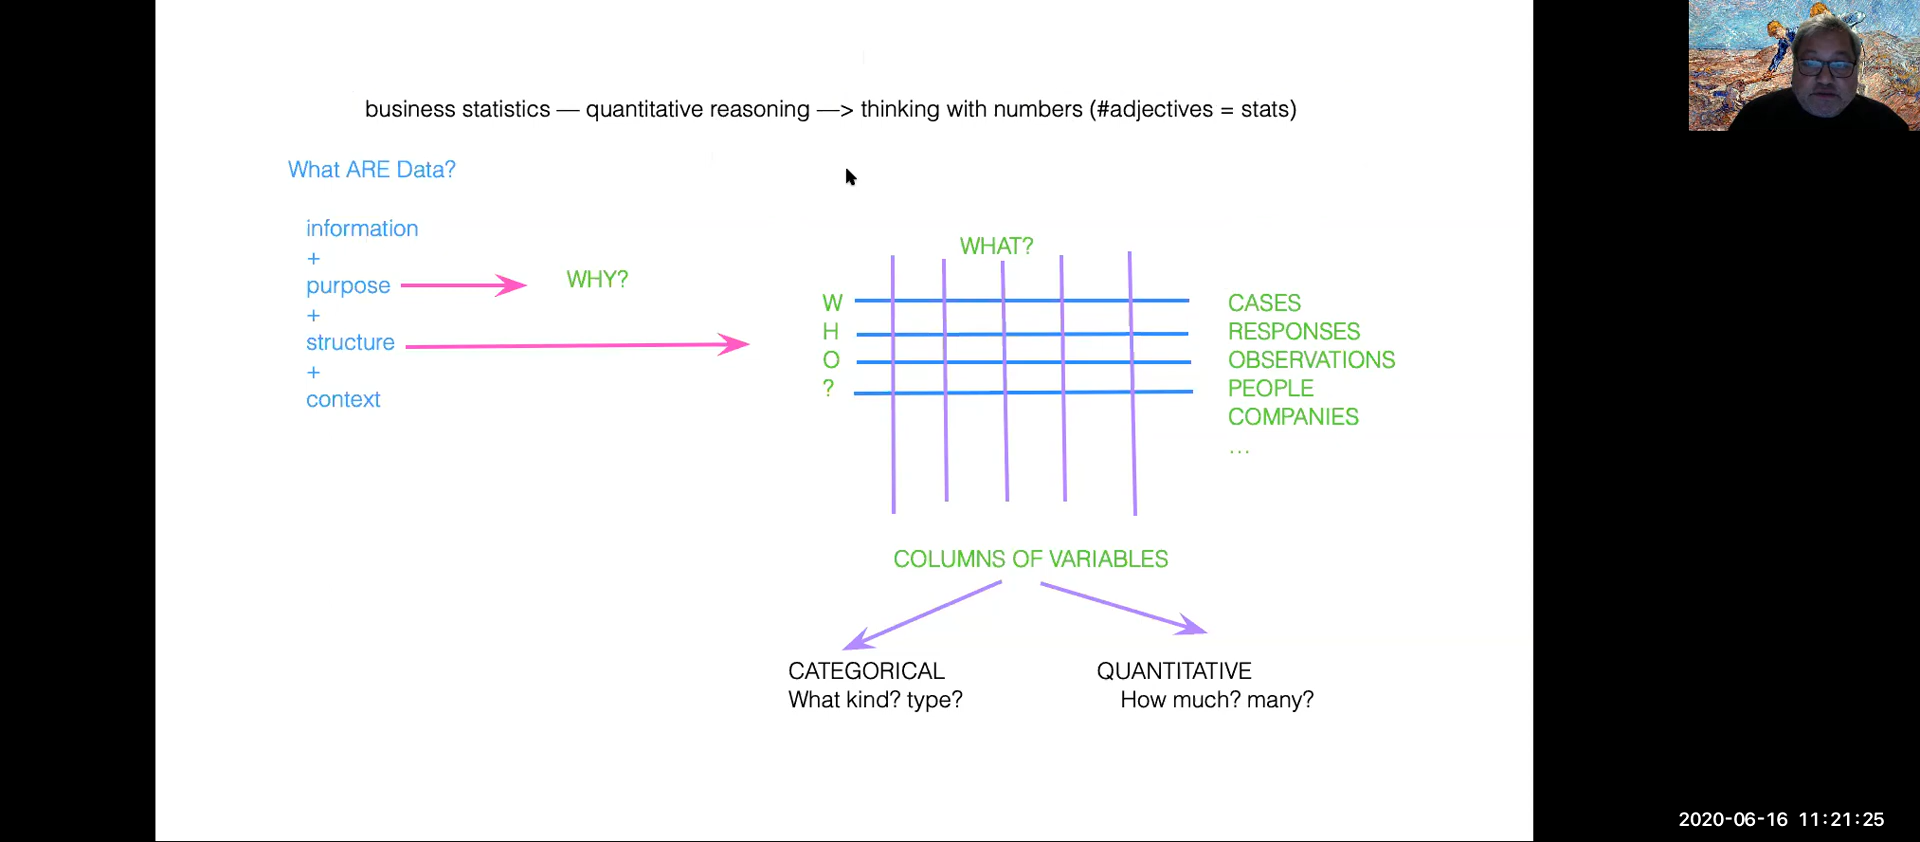 business statistics — quantitative reasoning —> thinking with numbers (#adjectives = stats)
What ARE Data?
information
+
purpose
+
structure
+
context
WHY?
WHAT?
W
H
O
?
CASES
RESPONSES
OBSERVATIONS
PEOPLE
COMPANIES
...
COLUMNS OF VARIABLES
CATEGORICAL
What kind? type?
QUANTITATIVE
How much? many?
2020-06-16 11:21:25